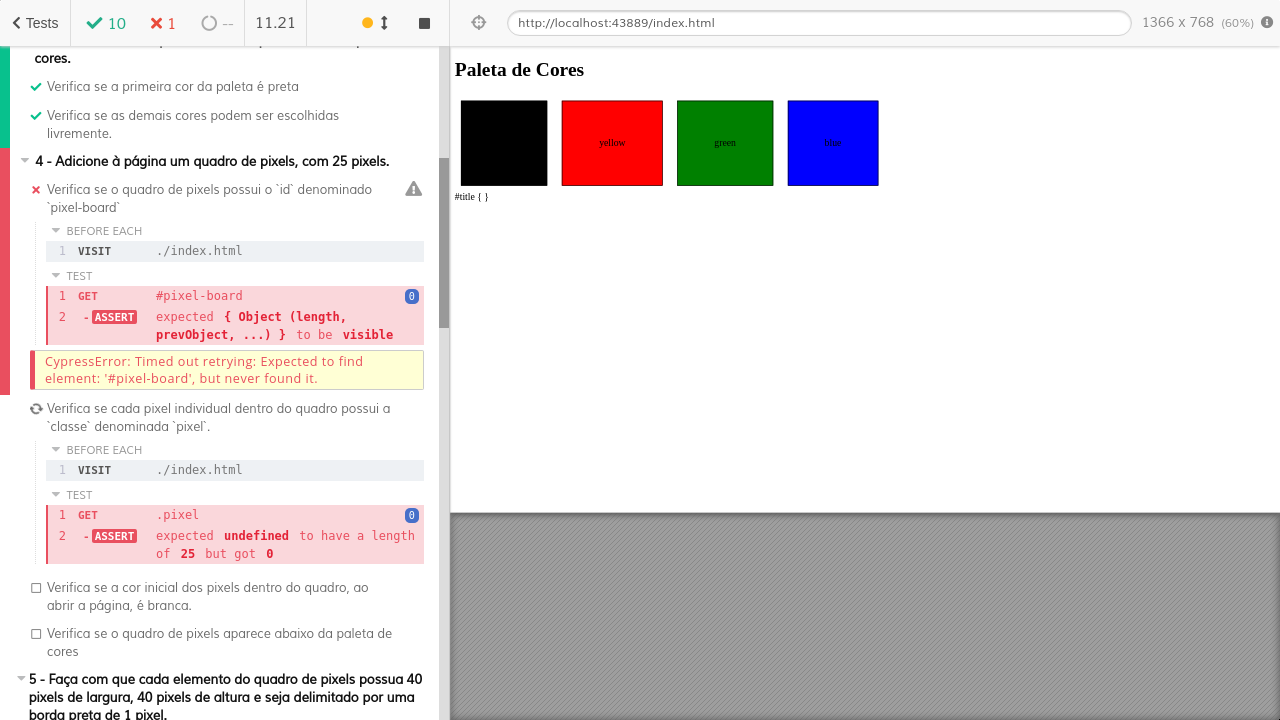 Tests
10
1
--
11.21
http://localhost:43889/index.html
1366 x 768 (60%)
cores.
Verifica se a primeira cor da paleta é preta
Verifica se as demais cores podem ser escolhidas
livremente.
4 - Adicione à página um quadro de pixels, com 25 pixels.
Verifica se o quadro de pixels possui o `id` denominado
`pixel-board`
BEFORE EACH
1 VISIT ./index.html
TEST
1 GET #pixel-board 0
2 - ASSERT expected { Object (length,
prevObject, ...) } to be visible
CypressError: Timed out retrying: Expected to find
element: '#pixel-board', but never found it.
Verifica se cada pixel individual dentro do quadro possui a
`classe` denominada `pixel`.
BEFORE EACH
1 VISIT ./index.html
TEST
1 GET .pixel 0
2 - ASSERT expected undefined to have a length
of 25 but got 0
Verifica se a cor inicial dos pixels dentro do quadro, ao
abrir a página, é branca.
Verifica se o quadro de pixels aparece abaixo da paleta de
cores
5 - Faça com que cada elemento do quadro de pixels possua 40
pixels de largura, 40 pixels de altura e seja delimitado por uma
borda preta de 1 pixel.
Paleta de Cores
yellow
green
blue
#title { }